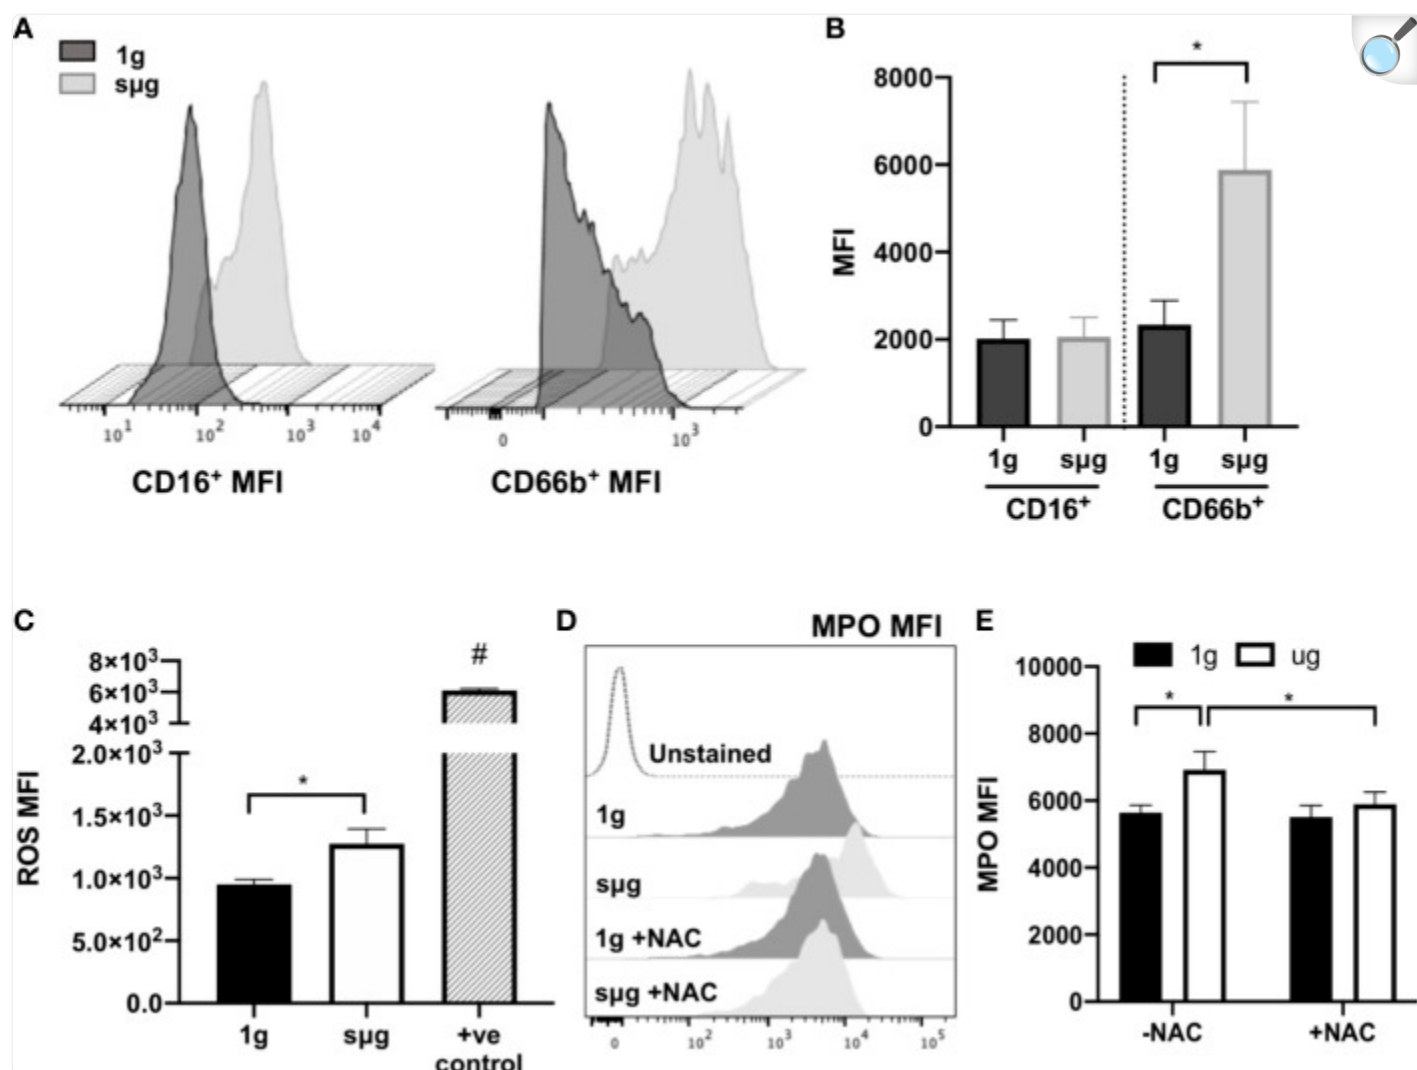 A
1g
sµg
10¹ 10² 10³ 10⁴
CD16⁺ MFI
0 10³
CD66b⁺ MFI
B
*
8000
6000
4000
2000
0
MFI
1g sµg 1g sµg
CD16⁺ CD66b⁺
C
#
8×10³
6×10³
4×10³
2.0×10³
1.5×10³
1.0×10³
5.0×10²
0.0
*
ROS MFI
1g sµg +ve
control
D
MPO MFI
Unstained
1g
sµg
1g +NAC
sµg +NAC
0 10² 10³ 10⁴ 10⁵
E
1g ug
10000
8000
6000
4000
2000
0
* *
MPO MFI
-NAC +NAC